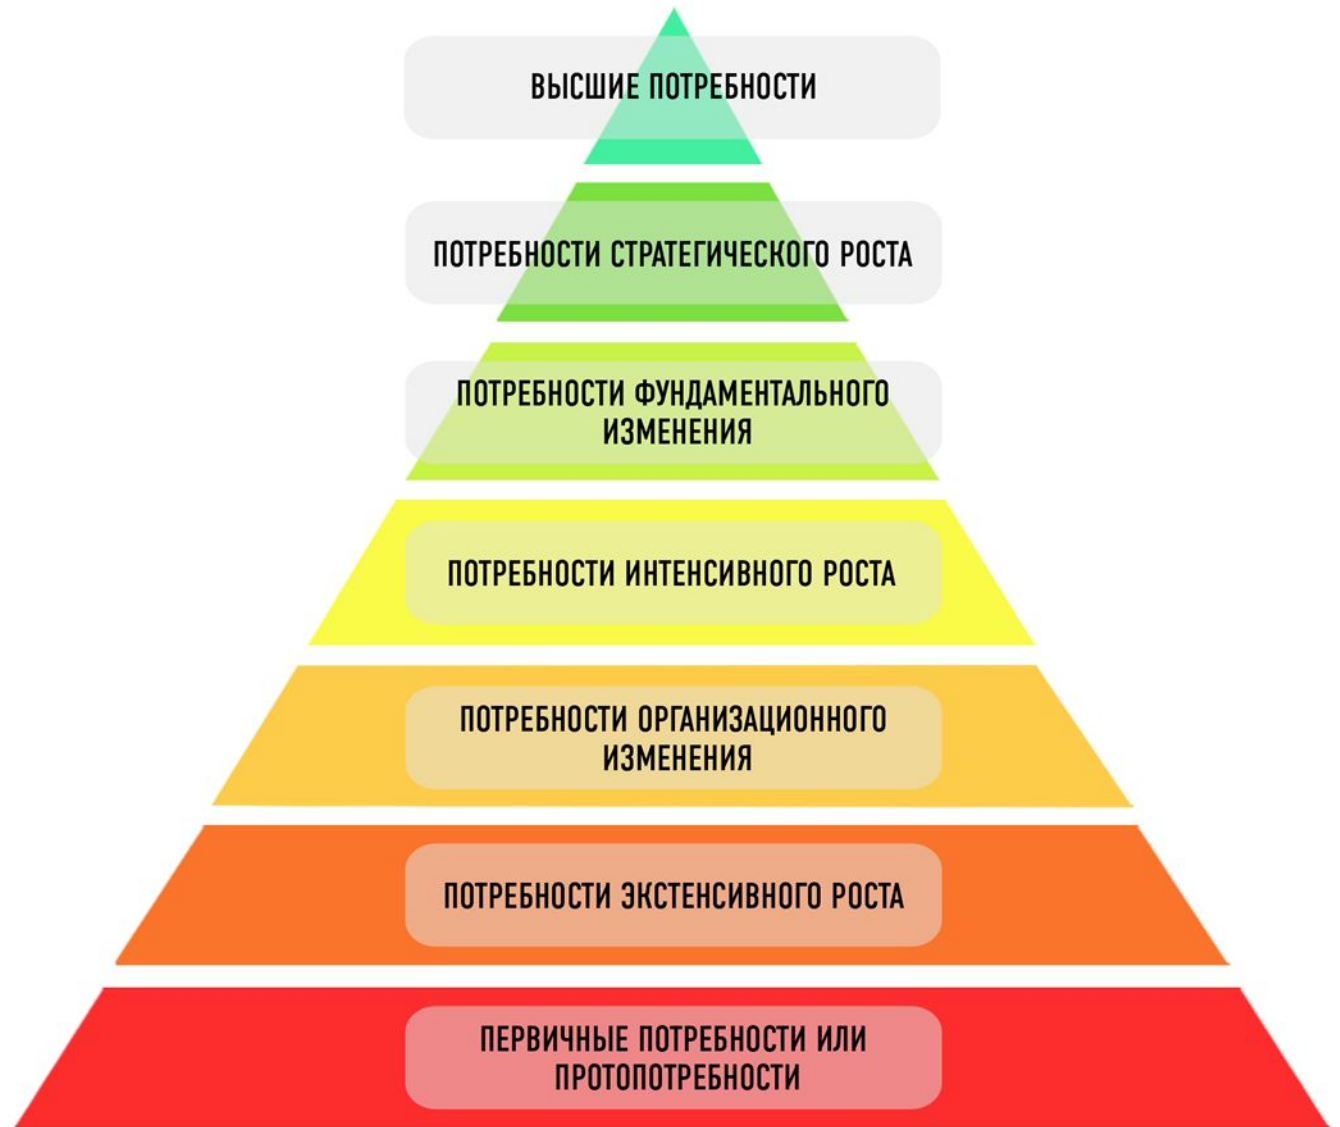 ВЫСШИЕ ПОТРЕБНОСТИ
ПОТРЕБНОСТИ СТРАТЕГИЧЕСКОГО РОСТА
ПОТРЕБНОСТИ ФУНДАМЕНТАЛЬНОГО
ИЗМЕНЕНИЯ
ПОТРЕБНОСТИ ИНТЕНСИВНОГО РОСТА
ПОТРЕБНОСТИ ОРГАНИЗАЦИОННОГО
ИЗМЕНЕНИЯ
ПОТРЕБНОСТИ ЭКСТЕНСИВНОГО РОСТА
ПЕРВИЧНЫЕ ПОТРЕБНОСТИ ИЛИ
ПРОТОПОТРЕБНОСТИ